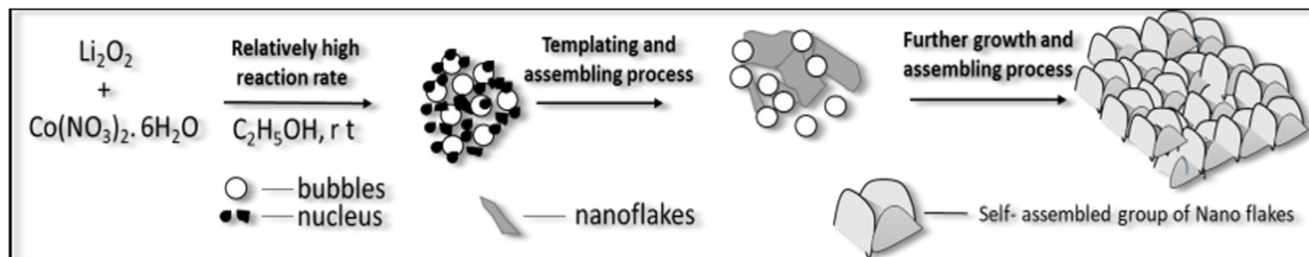 Li₂O₂
+
Co(NO₃)₂. 6H₂O
Relatively high
reaction rate
C₂H₅OH, r t
bubbles
nucleus
Templating and
assembling process
nanoflakes
Further growth and
assembling process
Self- assembled group of Nano flakes